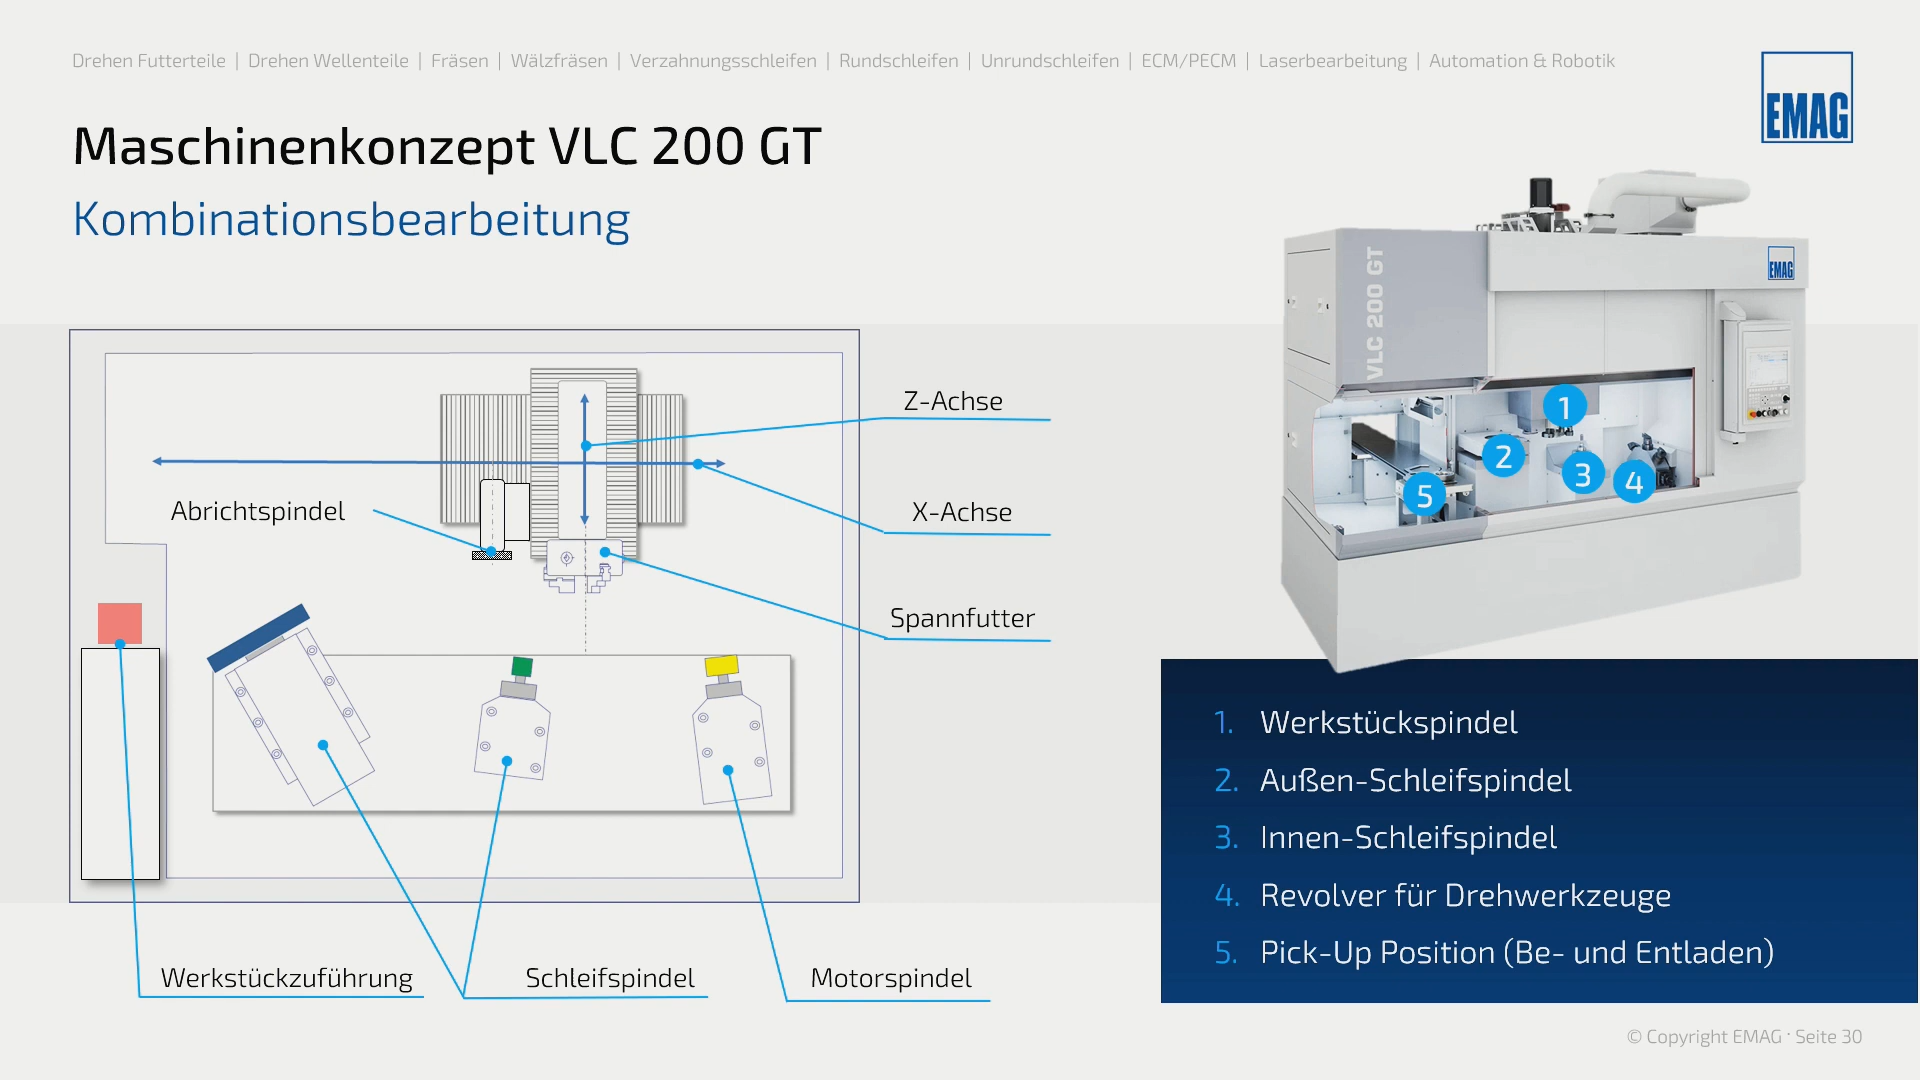 Drehen Futterteile | Drehen Wellenteile | Fräsen | Wälzfräsen | Verzahnungsschleifen | Rundschleifen | Unrundschleifen | ECM/PECM | Laserbearbeitung | Automation & Robotik
EMAG
Maschinenkonzept VLC 200 GT
Kombinationsbearbeitung
VLC 200 GT
EMAG
1
2
3
4
5
Z-Achse
X-Achse
Abrichtspindel
Spannfutter
Werkstückzuführung
Schleifspindel
Motorspindel
1. Werkstückspindel
2. Außen-Schleifspindel
3. Innen-Schleifspindel
4. Revolver für Drehwerkzeuge
5. Pick-Up Position (Be- und Entladen)
© Copyright EMAG · Seite 30